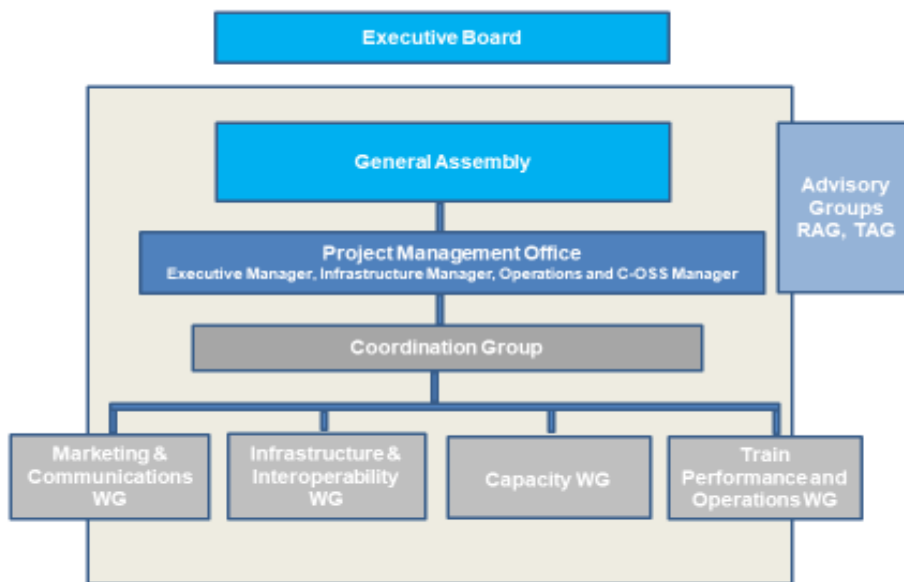 Executive Board
General Assembly
Advisory
Groups
RAG, TAG
Project Management Office
Executive Manager, Infrastructure Manager, Operations and C-OSS Manager
Coordination Group
Marketing &
Communications
WG
Infrastructure &
Interoperability
WG
Capacity WG
Train
Performance and
Operations WG